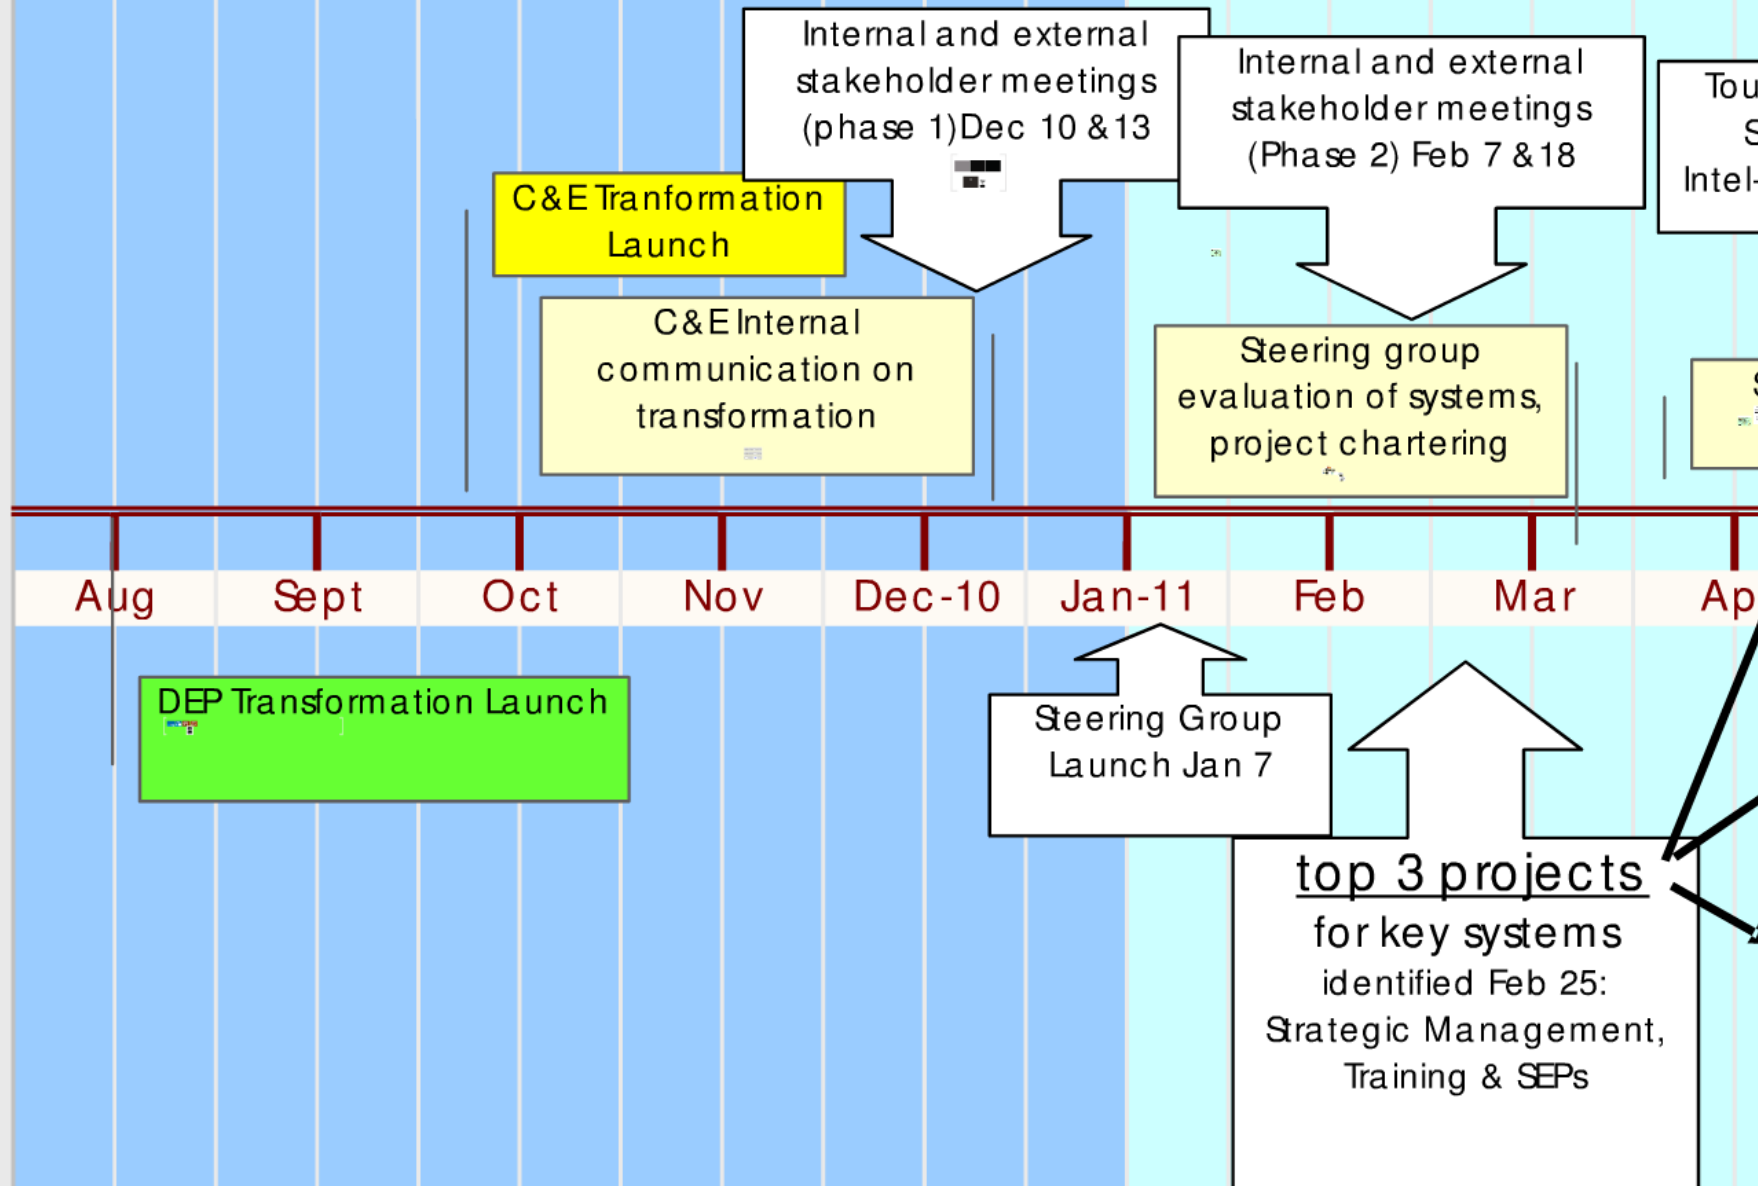 Internal and external
stakeholder meetings
(phase 1)Dec 10 &13
Internal and external
stakeholder meetings
(Phase 2) Feb 7 &18
Tou
S
Intel-
C&E Tranformation
Launch
C&E Internal
communication on
transformation
Steering group
evaluation of systems,
project chartering
Aug Sept Oct Nov Dec-10 Jan-11 Feb Mar Ap
DEP Transformation Launch
Steering Group
Launch Jan 7
top 3 projects
for key systems
identified Feb 25:
Strategic Management,
Training & SEPs